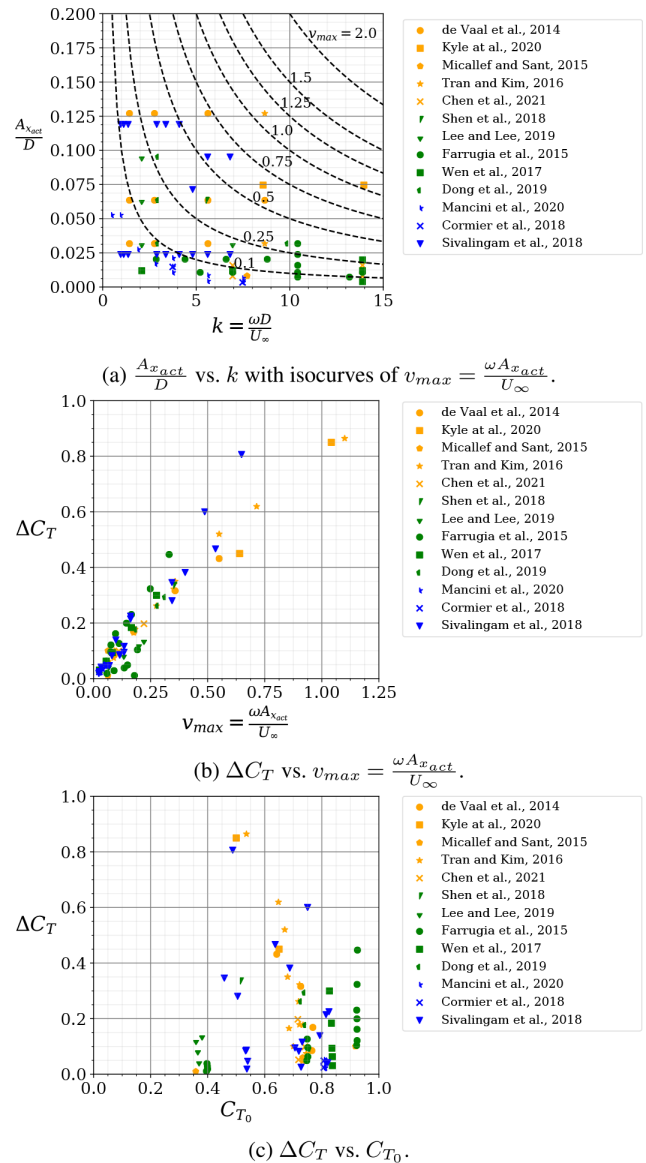 0.200
0.175
0.150
0.125
0.100
0.075
0.050
0.025
0.000
A_{x_{act}} / D
v_{max} = 2.0
1.5
1.25
1.0
0.75
0.5
0.25
0.1
0 5 10 15
k = ωD / U_∞
de Vaal et al., 2014
Kyle at al., 2020
Micallef and Sant, 2015
Tran and Kim, 2016
Chen et al., 2021
Shen et al., 2018
Lee and Lee, 2019
Farrugia et al., 2015
Wen et al., 2017
Dong et al., 2019
Mancini et al., 2020
Cormier et al., 2018
Sivalingam et al., 2018
(a) A_{x_{act}} / D vs. k with isocurves of v_{max} = ωA_{x_{act}} / U_∞.
1.0
0.8
0.6
0.4
0.2
0.0
ΔC_T
0.00 0.25 0.50 0.75 1.00 1.25
v_{max} = ωA_{x_{act}} / U_∞
de Vaal et al., 2014
Kyle at al., 2020
Micallef and Sant, 2015
Tran and Kim, 2016
Chen et al., 2021
Shen et al., 2018
Lee and Lee, 2019
Farrugia et al., 2015
Wen et al., 2017
Dong et al., 2019
Mancini et al., 2020
Cormier et al., 2018
Sivalingam et al., 2018
(b) ΔC_T vs. v_{max} = ωA_{x_{act}} / U_∞.
1.0
0.8
0.6
0.4
0.2
0.0
ΔC_T
0.0 0.2 0.4 0.6 0.8 1.0
C_{T_0}
de Vaal et al., 2014
Kyle at al., 2020
Micallef and Sant, 2015
Tran and Kim, 2016
Chen et al., 2021
Shen et al., 2018
Lee and Lee, 2019
Farrugia et al., 2015
Wen et al., 2017
Dong et al., 2019
Mancini et al., 2020
Cormier et al., 2018
Sivalingam et al., 2018
(c) ΔC_T vs. C_{T_0}.